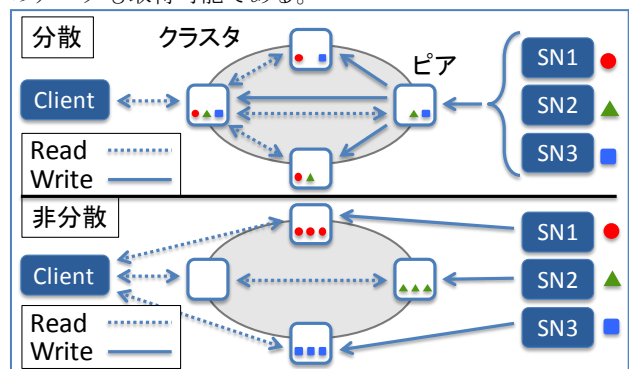 分散
クラスタ
ピア
SN1
SN2
SN3
Client
Read
Write
非分散
SN1
SN2
SN3
Client
Read
Write